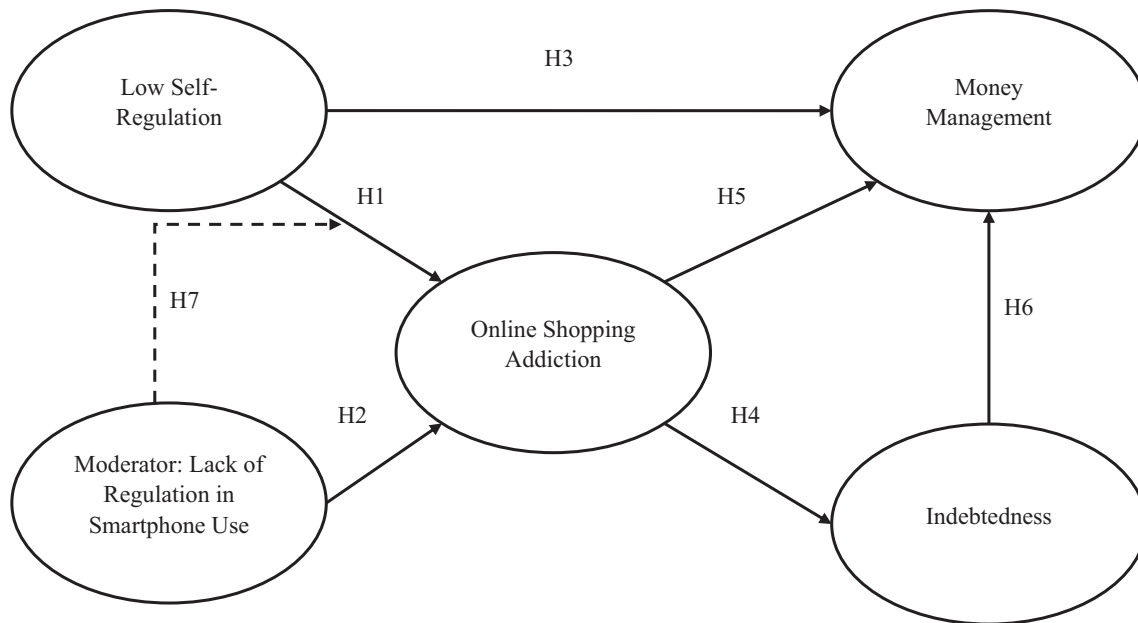 Low Self-
Regulation
H3
Money
Management
H1
H5
H7
Online Shopping
Addiction
H6
H2
H4
Moderator: Lack of
Regulation in
Smartphone Use
Indebtedness